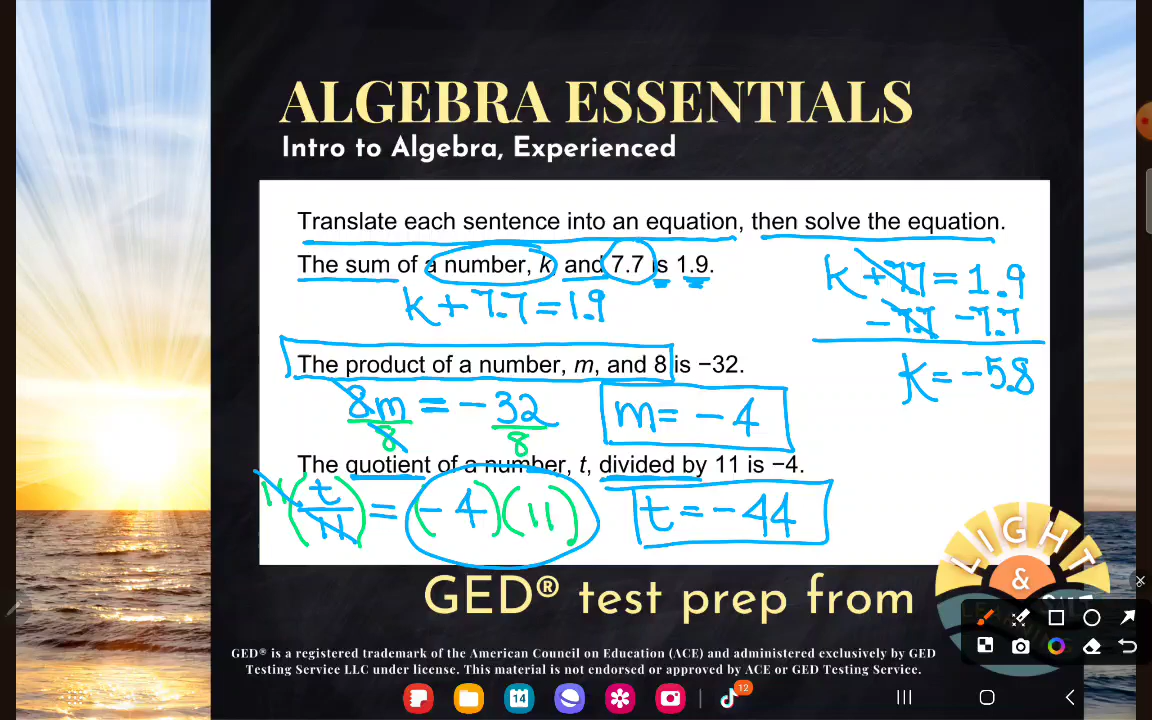 ALGEBRA ESSENTIALS
Intro to Algebra, Experienced
Translate each sentence into an equation, then solve the equation.
The sum of a number, k, and 7.7 is 1.9.
k + 7.7 = 1.9
k + 7.7 = 1.9
- 7.7 - 7.7
k = -5.8
The product of a number, m, and 8 is −32.
8m = - 32
8 8
m = - 4
The quotient of a number, t, divided by 11 is −4.
11 ( t / 11 ) = (- 4)(11)
t = - 44
LIGHT
&
GED® test prep from
GED® is a registered trademark of the American Council on Education (ACE) and administered exclusively by GED
Testing Service LLC under license. This material is not endorsed or approved by ACE or GED Testing Service.
14
12